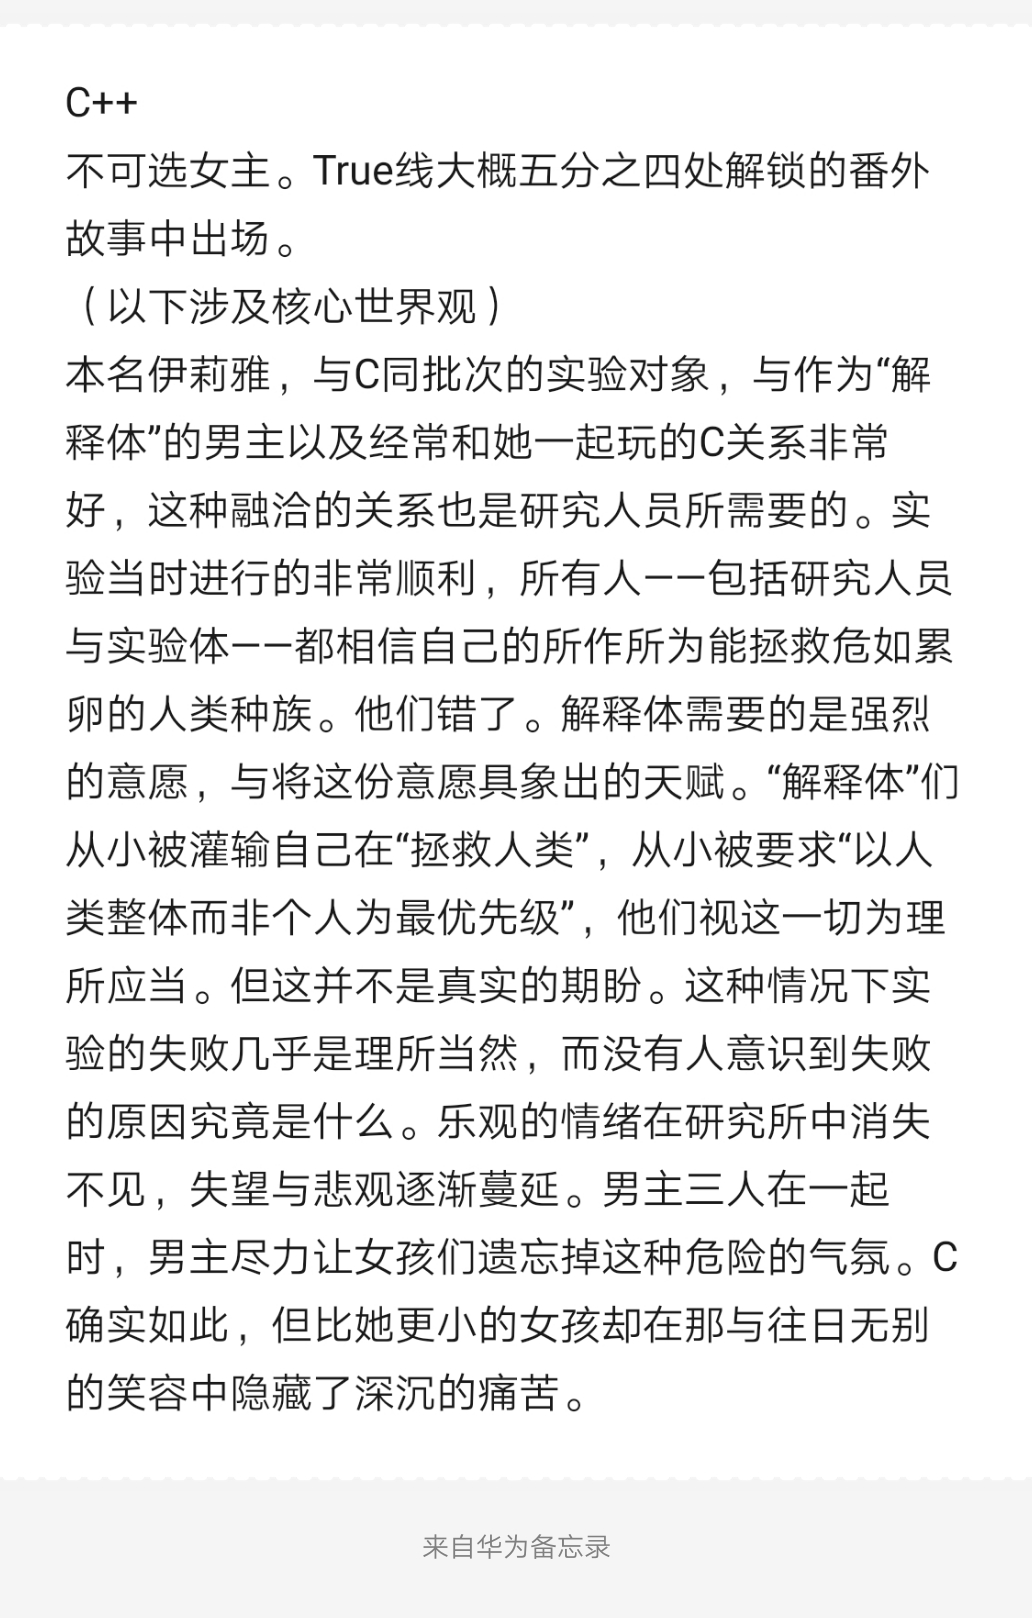 C++
不可选女主。True线大概五分之四处解锁的番外
故事中出场。
（以下涉及核心世界观）
本名伊莉雅，与C同批次的实验对象，与作为“解
释体”的男主以及经常和她一起玩的C关系非常
好，这种融洽的关系也是研究人员所需要的。实
验当时进行的非常顺利，所有人——包括研究人员
与实验体——都相信自己的所作所为能拯救危如累
卵的人类种族。他们错了。解释体需要的是强烈
的意愿，与将这份意愿具象出的天赋。“解释体”们
从小被灌输自己在“拯救人类”，从小被要求“以人
类整体而非个人为最优先级”，他们视这一切为理
所应当。但这并不是真实的期盼。这种情况下实
验的失败几乎是理所当然，而没有人意识到失败
的原因究竟是什么。乐观的情绪在研究所中消失
不见，失望与悲观逐渐蔓延。男主三人在一起
时，男主尽力让女孩们遗忘掉这种危险的气氛。C
确实如此，但比她更小的女孩却在那与往日无别
的笑容中隐藏了深沉的痛苦。
来自华为备忘录